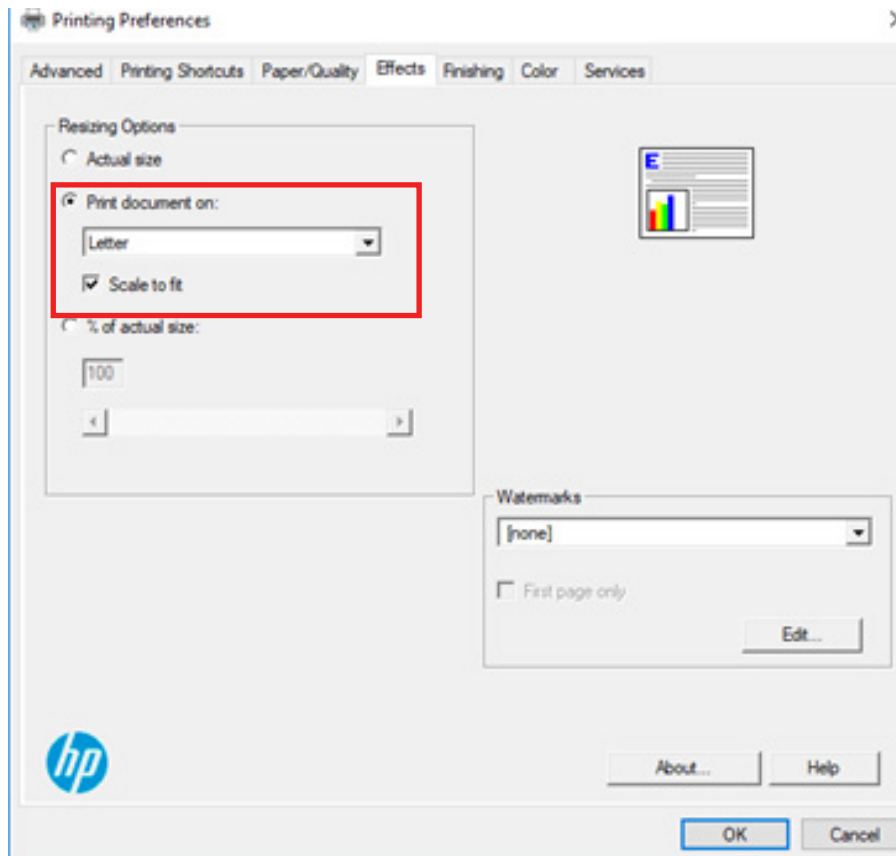 Printing Preferences
Advanced Printing Shortcuts Paper/Quality Effects Finishing Color Services
Resizing Options
Actual size
Print document on:
Letter
Scale to fit
% of actual size:
100
E
Watermarks
[none]
First page only
Edit...
hp
About... Help
OK Cancel